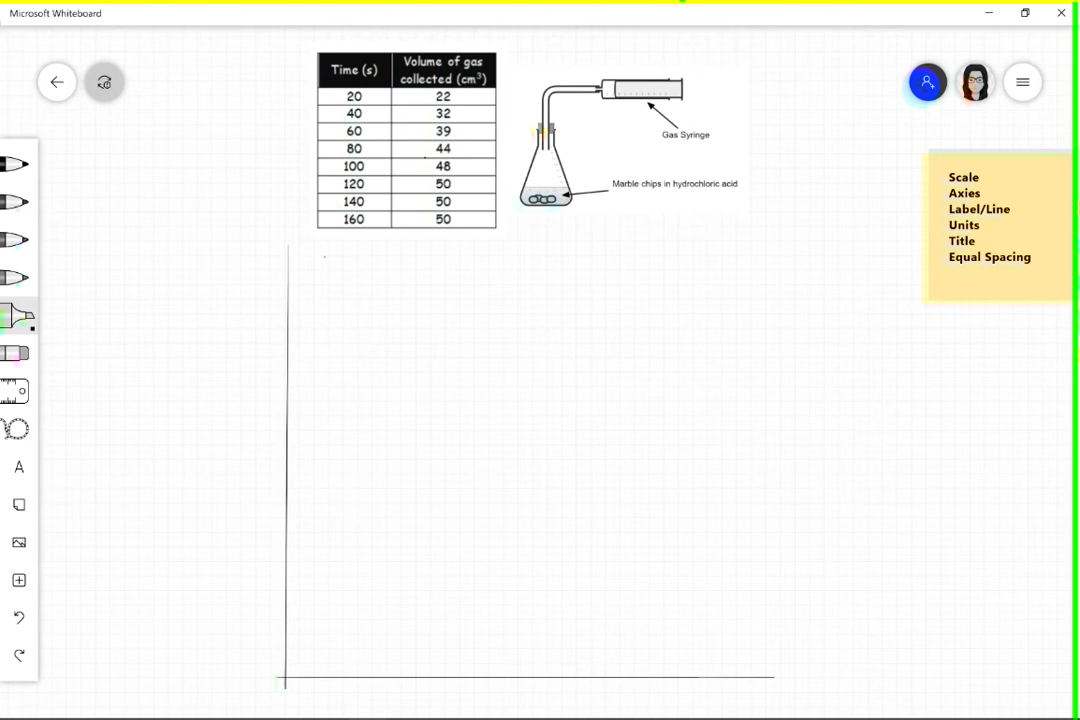 Microsoft Whiteboard
Time (s) Volume of gas collected (cm³)
20 22
40 32
60 39
80 44
100 48
120 50
140 50
160 50
Gas Syringe
Marble chips in hydrochloric acid
Scale
Axies
Label/Line
Units
Title
Equal Spacing
A